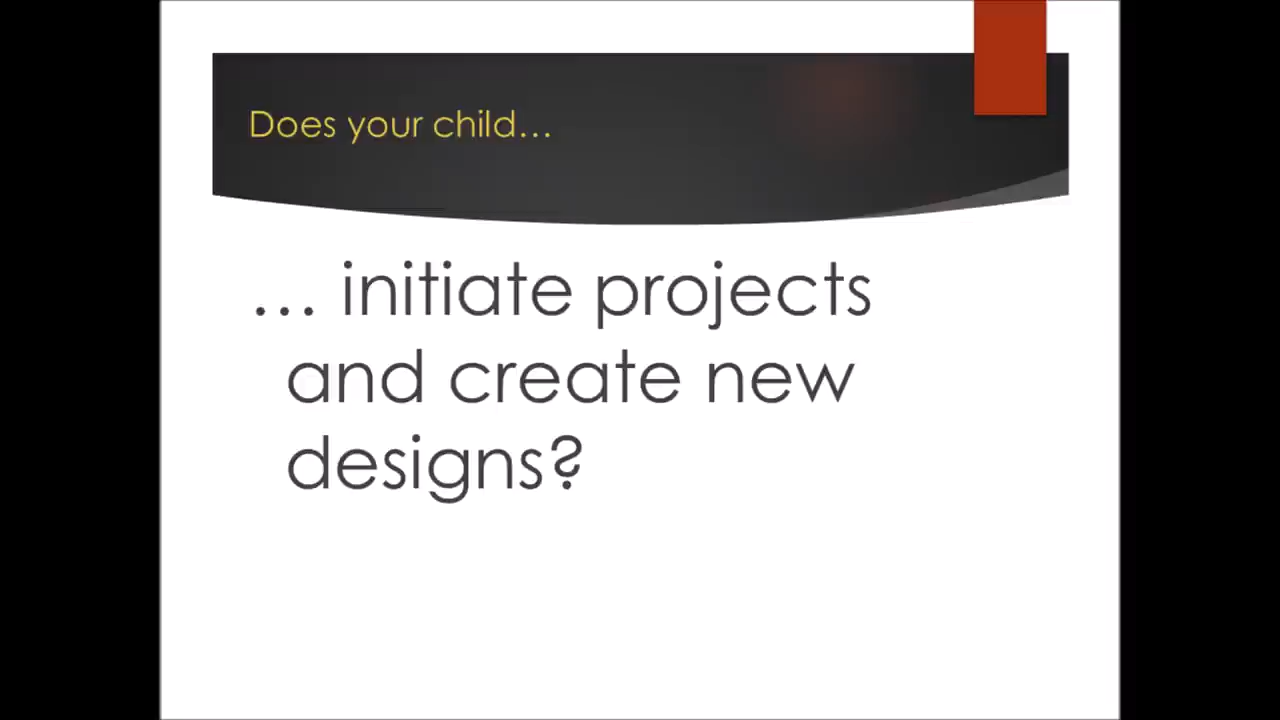 Does your child...
... initiate projects
and create new
designs?